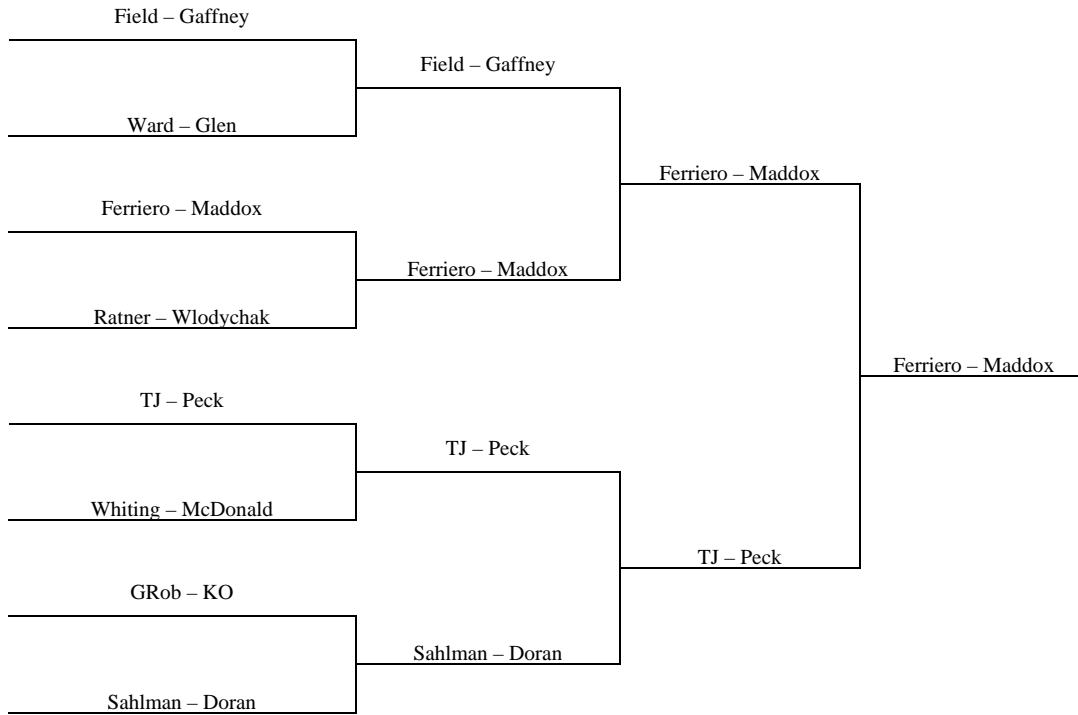 Field – Gaffney
Field – Gaffney
Ward – Glen
Ferriero – Maddox
Ferriero – Maddox
Ferriero – Maddox
Ratner – Wlodychak
Ferriero – Maddox
TJ – Peck
TJ – Peck
Whiting – McDonald
TJ – Peck
GRob – KO
Sahlman – Doran
Sahlman – Doran